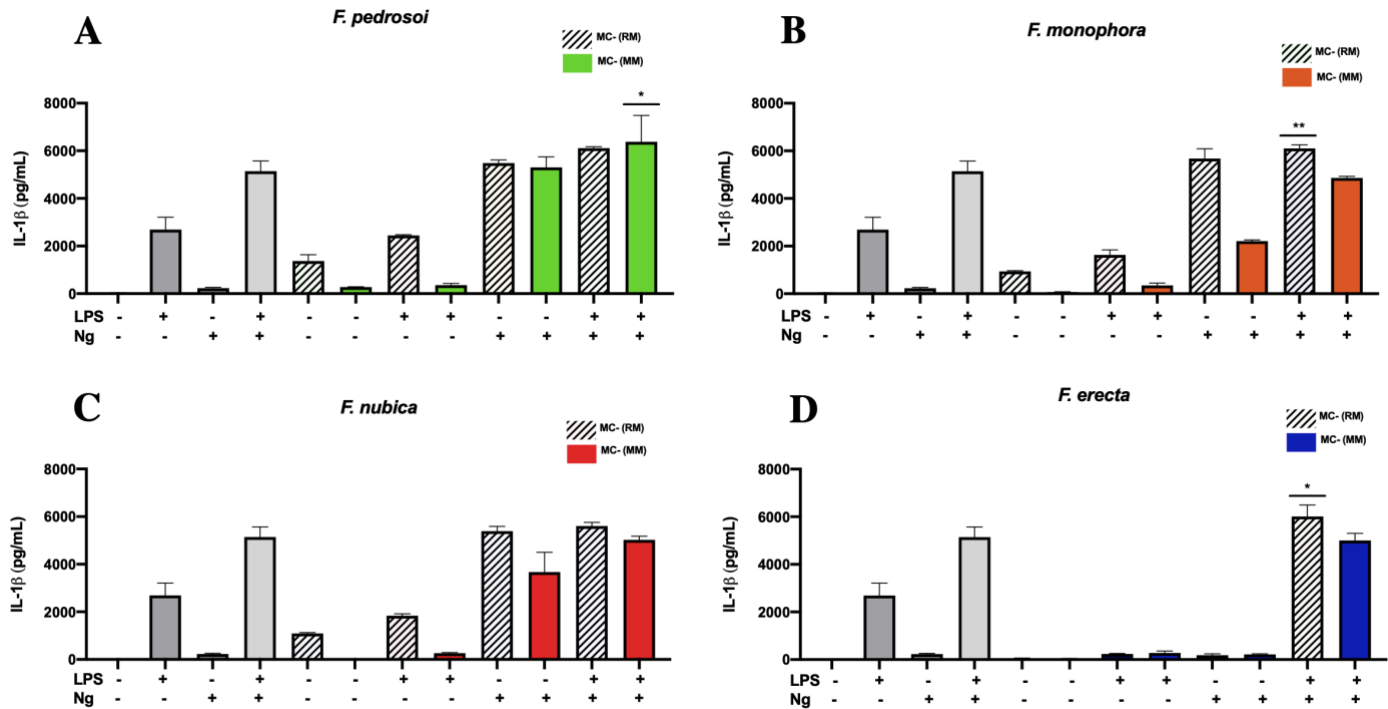 A
F. pedrosoi
MC- (RM)
MC- (MM)
*
8000
6000
4000
2000
0
IL-1β (pg/mL)
LPS - + - + - - + + - - + +
Ng - - + + - - - - + + + +
B
F. monophora
MC- (RM)
MC- (MM)
**
8000
6000
4000
2000
0
IL-1β (pg/mL)
LPS - + - + - - + + - - + +
Ng - - + + - - - - + + + +
C
F. nubica
MC- (RM)
MC- (MM)
8000
6000
4000
2000
0
IL-1β (pg/mL)
LPS - + - + - - + + - - + +
Ng - - + + - - - - + + + +
D
F. erecta
MC- (RM)
MC- (MM)
*
8000
6000
4000
2000
0
IL-1β (pg/mL)
LPS - + - + - - + + - - + +
Ng - - + + - - - - + + + +